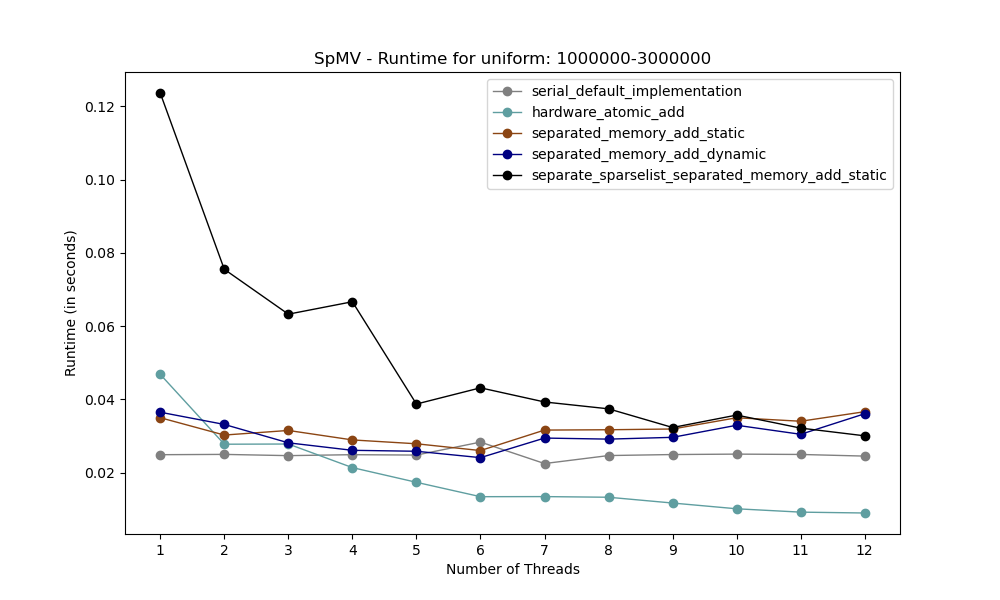 SpMV - Runtime for uniform: 1000000-3000000
serial_default_implementation
hardware_atomic_add
separated_memory_add_static
separated_memory_add_dynamic
separate_sparselist_separated_memory_add_static
Runtime (in seconds)
0.12
0.10
0.08
0.06
0.04
0.02
1 2 3 4 5 6 7 8 9 10 11 12
Number of Threads